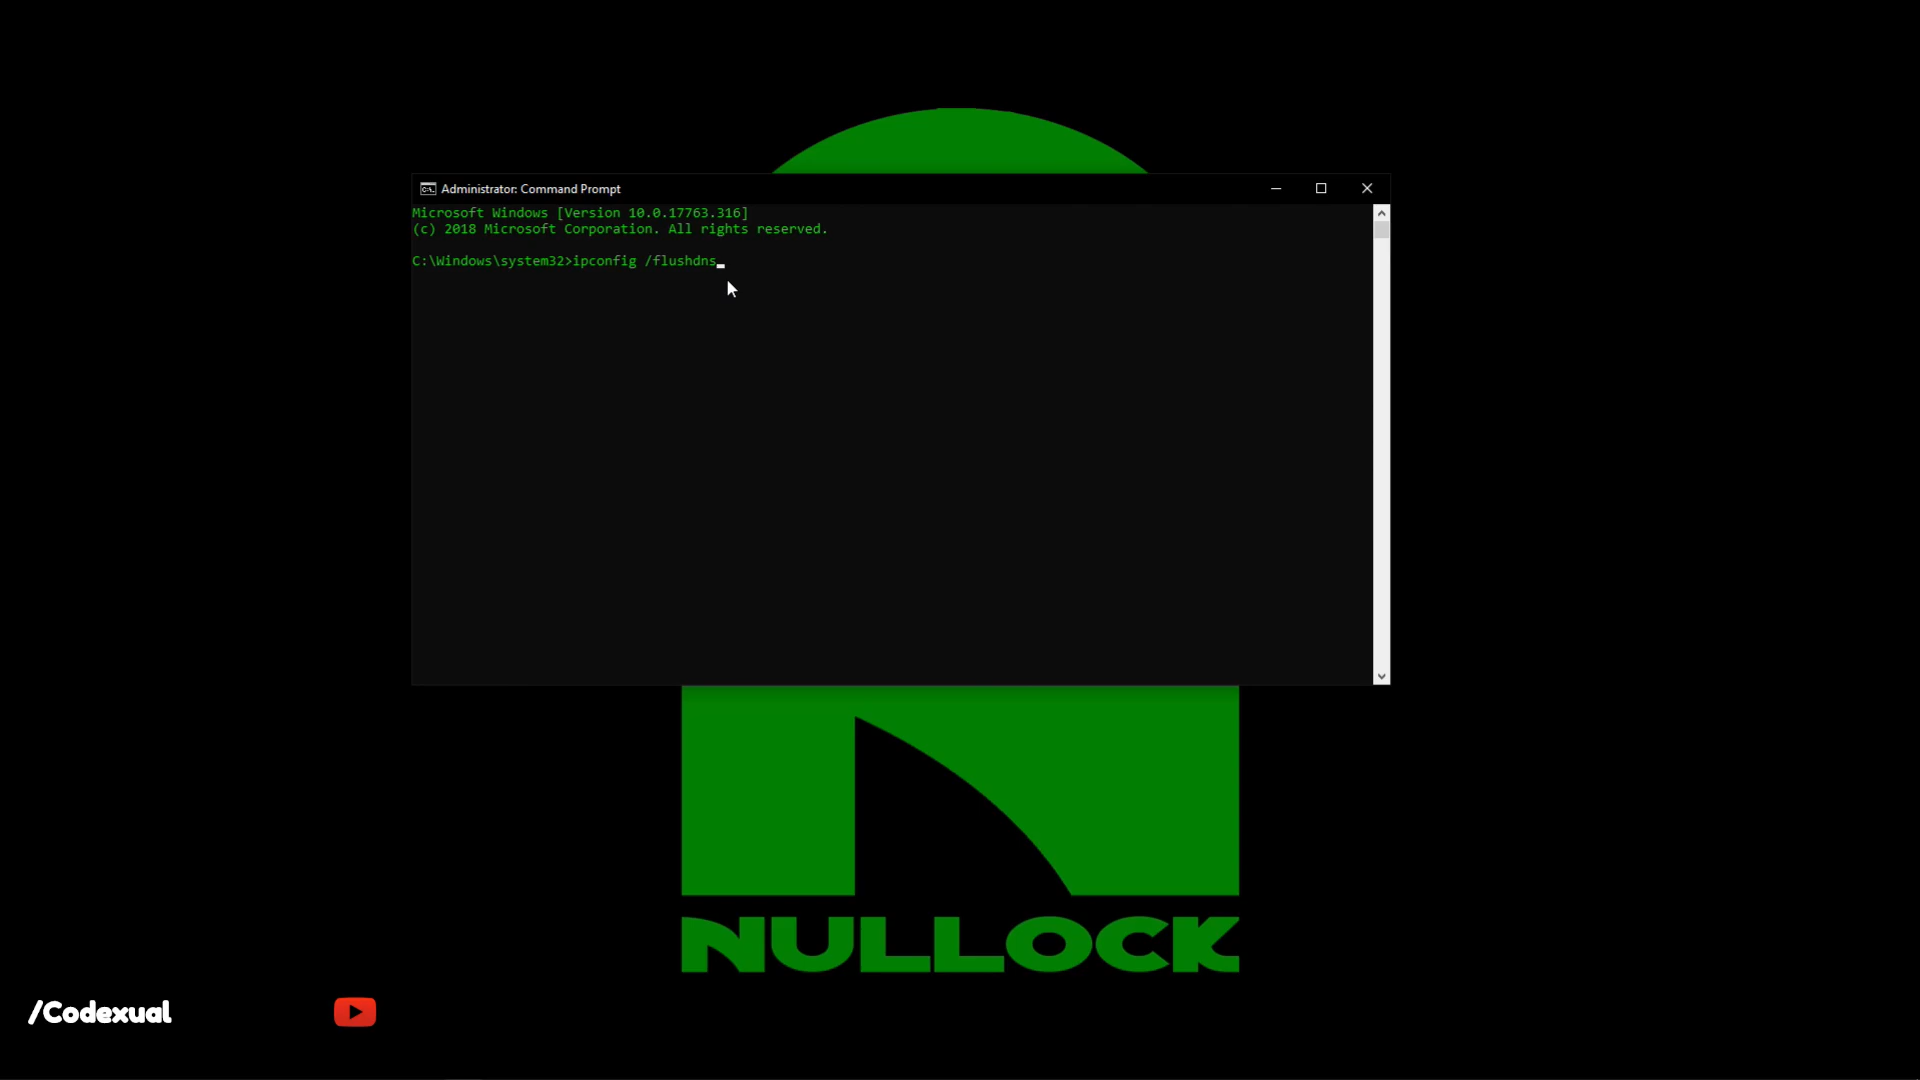 Administrator: Command Prompt
Microsoft Windows [Version 10.0.17763.316]
(c) 2018 Microsoft Corporation. All rights reserved.
C:\Windows\system32>ipconfig /flushdns
NULLOCK
/Codexual